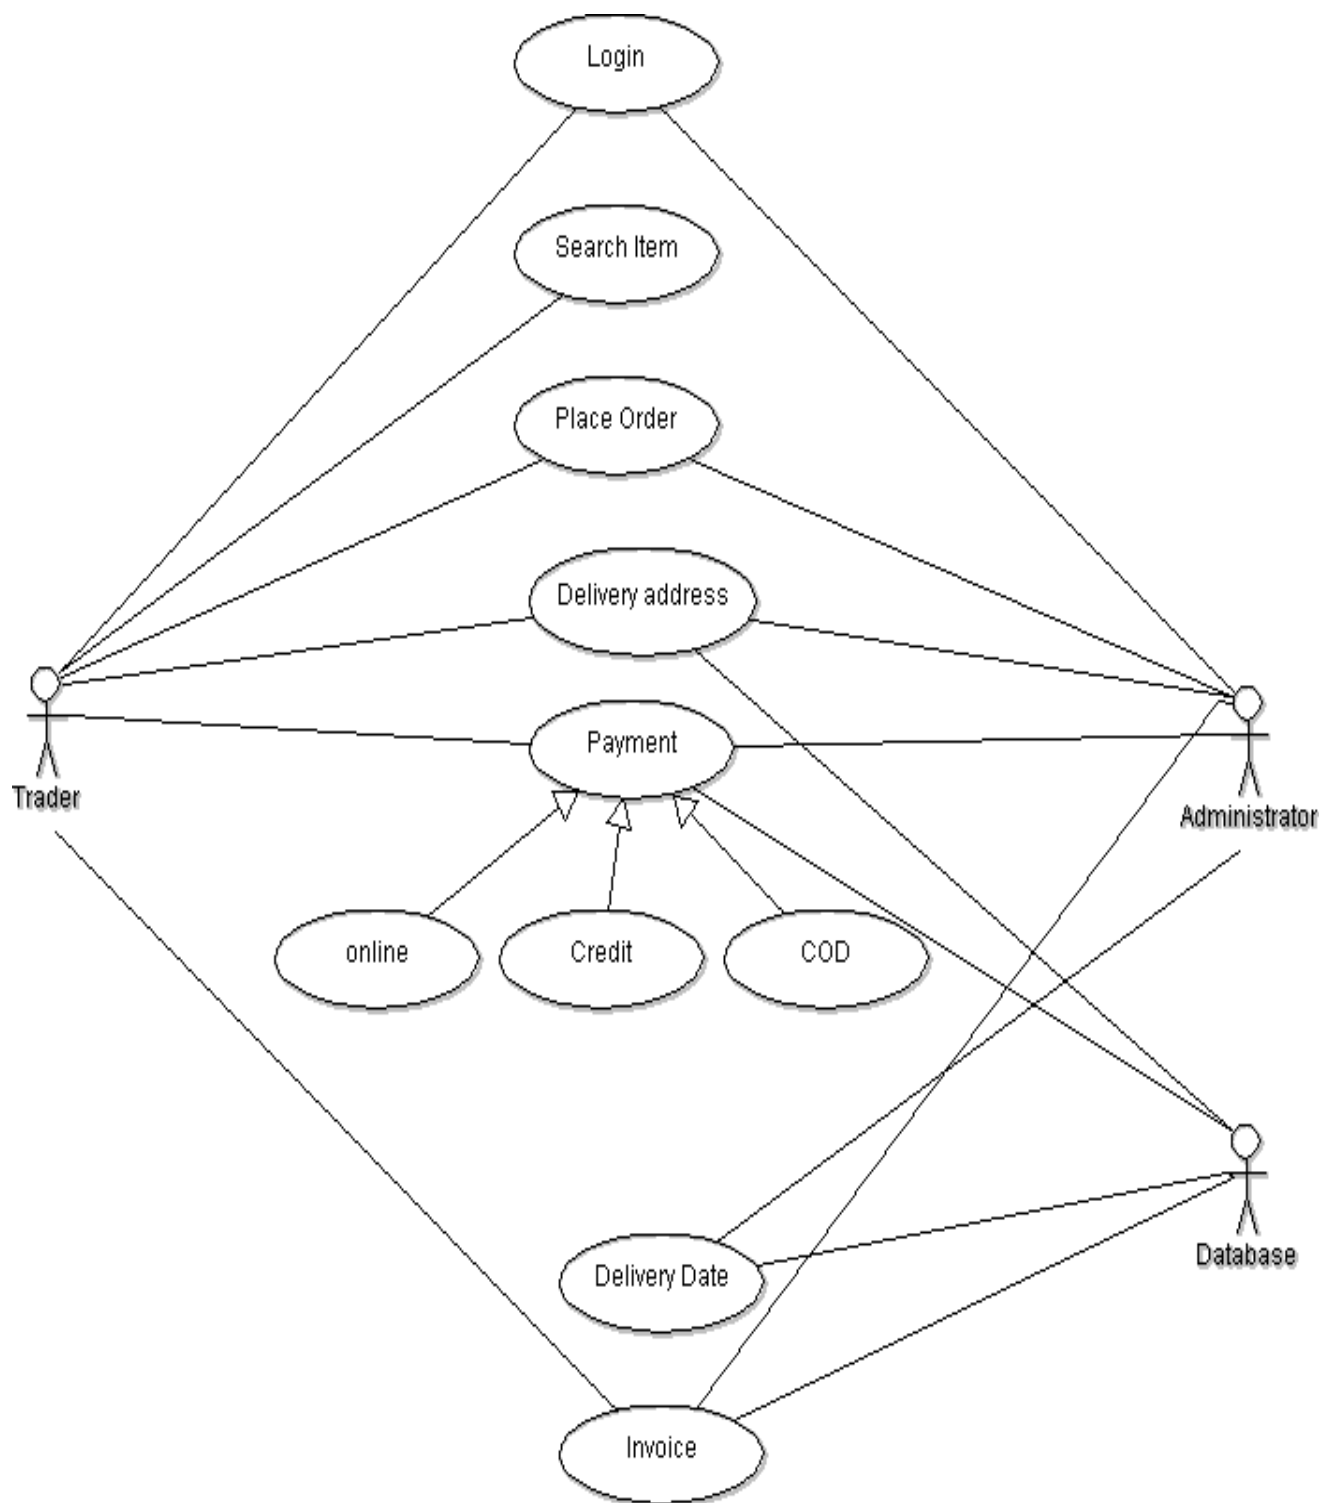 Login
Search Item
Place Order
Delivery address
Payment
Trader
Administrator
online
Credit
COD
Database
Delivery Date
Invoice